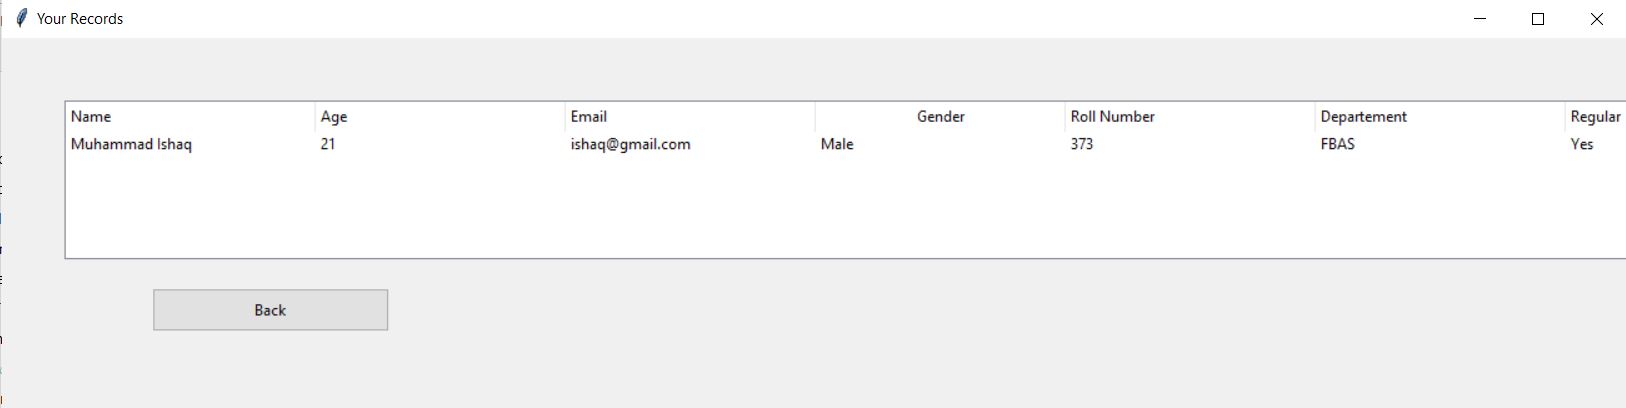 Your Records
Name Age Email Gender Roll Number Departement Regular
Muhammad Ishaq 21 ishaq@gmail.com Male 373 FBAS Yes
Back